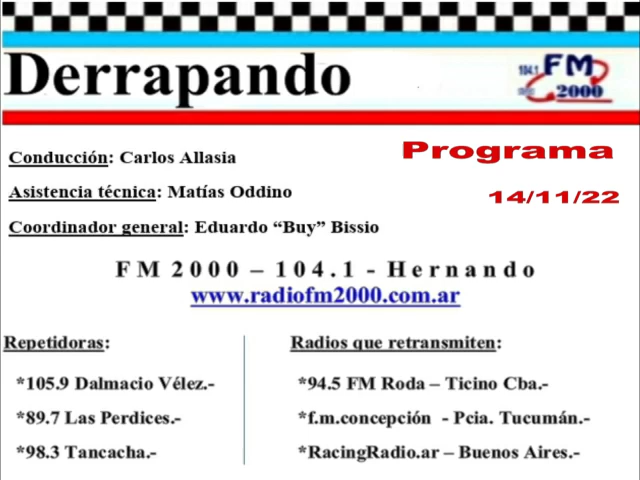 Derrapando
104.1 FM
2000
Programa
14/11/22
Conducción: Carlos Allasia
Asistencia técnica: Matías Oddino
Coordinador general: Eduardo “Buy” Bissio
FM 2000 – 104.1 - Hernando
www.radiofm2000.com.ar
Repetidoras:
*105.9 Dalmacio Vélez.-
*89.7 Las Perdices.-
*98.3 Tancacha.-
Radios que retransmiten:
*94.5 FM Roda – Ticino Cba.-
*f.m.concepción - Pcia. Tucumán.-
*RacingRadio.ar – Buenos Aires.-